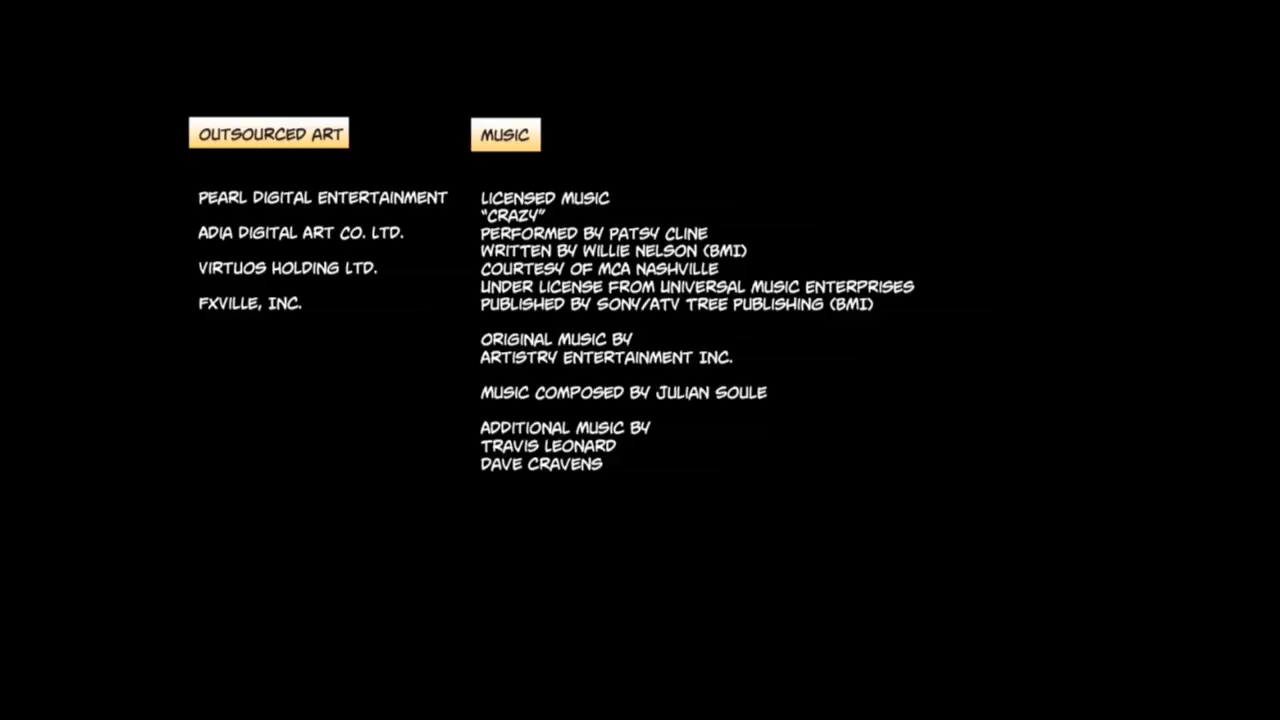 OUTSOURCED ART
PEARL DIGITAL ENTERTAINMENT
ADIA DIGITAL ART CO. LTD.
VIRTUOS HOLDING LTD.
FXVILLE, INC.
MUSIC
LICENSED MUSIC
"CRAZY"
PERFORMED BY PATSY CLINE
WRITTEN BY WILLIE NELSON (BMI)
COURTESY OF MCA NASHVILLE
UNDER LICENSE FROM UNIVERSAL MUSIC ENTERPRISES
PUBLISHED BY SONY/ATV TREE PUBLISHING (BMI)
ORIGINAL MUSIC BY
ARTISTRY ENTERTAINMENT INC.
MUSIC COMPOSED BY JULIAN SOULE
ADDITIONAL MUSIC BY
TRAVIS LEONARD
DAVE CRAVENS